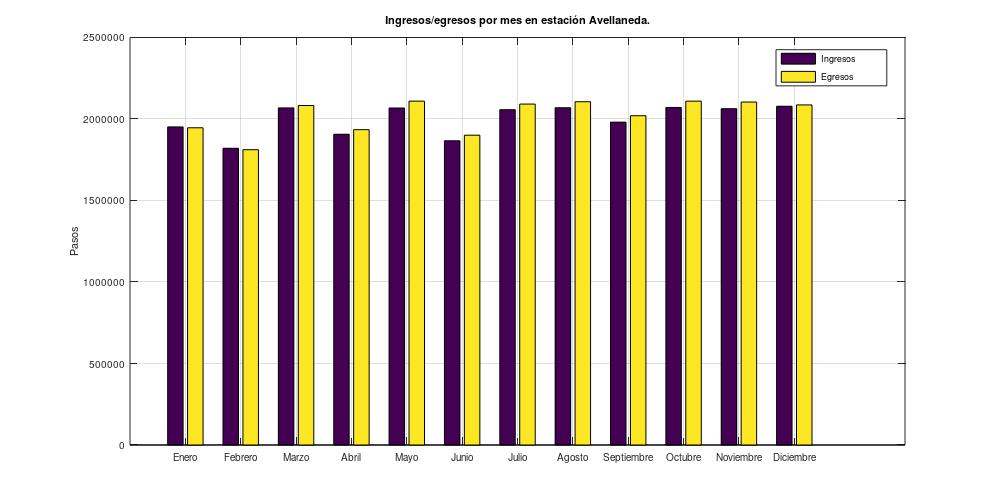 Ingresos/egresos por mes en estación Avellaneda.
2500000
2000000
1500000
1000000
500000
0
Pasos
Ingresos
Egresos
Enero Febrero Marzo Abril Mayo Junio Julio Agosto Septiembre Octubre Noviembre Diciembre